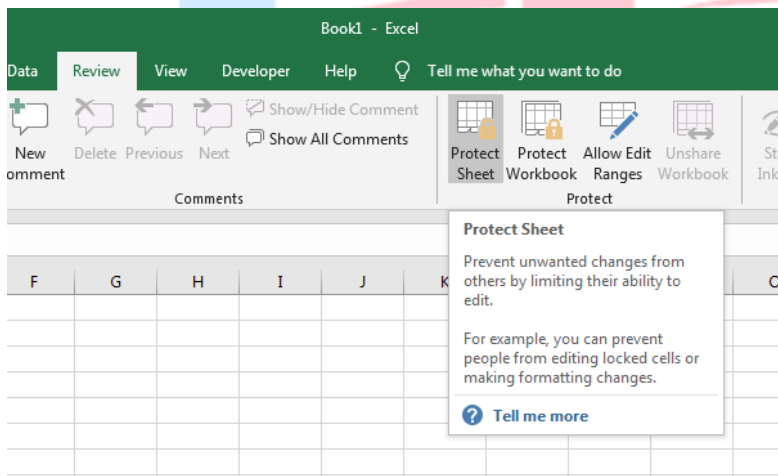 Book1 - Excel
Data Review View Developer Help Tell me what you want to do
New
omment
Delete Previous Next
Show/Hide Comment
Show All Comments
Comments
Protect
Sheet
Protect
Workbook
Allow Edit
Ranges
Unshare
Workbook
St
Ink
Protect
Protect Sheet
Prevent unwanted changes from
others by limiting their ability to
edit.
For example, you can prevent
people from editing locked cells or
making formatting changes.
Tell me more
F G H I J K O